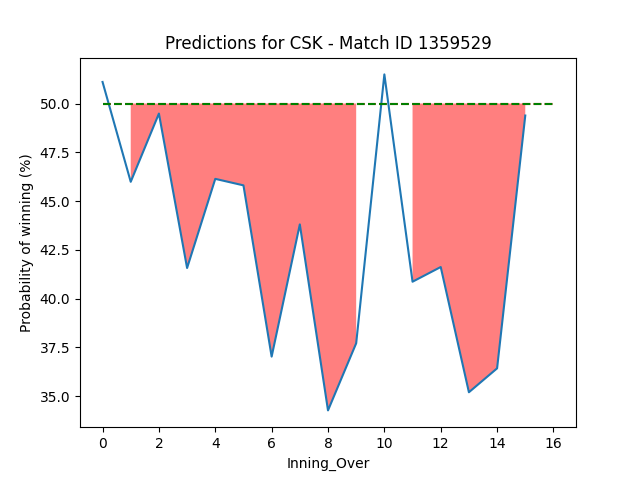 Predictions for CSK - Match ID 1359529
Probability of winning (%)
50.0
47.5
45.0
42.5
40.0
37.5
35.0
0 2 4 6 8 10 12 14 16
Inning_Over